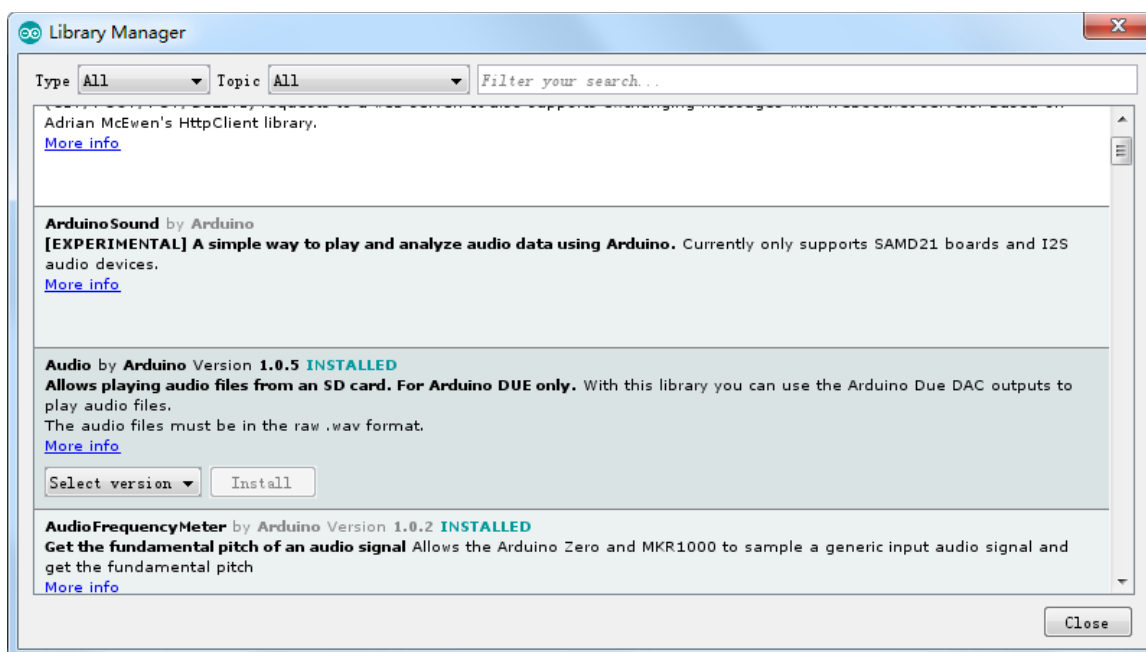 Library Manager
Type All Topic All Filter your search...
Adrian McEwen's HttpClient library.
More info
ArduinoSound by Arduino
[EXPERIMENTAL] A simple way to play and analyze audio data using Arduino. Currently only supports SAMD21 boards and I2S
audio devices.
More info
Audio by Arduino Version 1.0.5 INSTALLED
Allows playing audio files from an SD card. For Arduino DUE only. With this library you can use the Arduino Due DAC outputs to
play audio files.
The audio files must be in the raw .wav format.
More info
Select version Install
AudioFrequencyMeter by Arduino Version 1.0.2 INSTALLED
Get the fundamental pitch of an audio signal Allows the Arduino Zero and MKR1000 to sample a generic input audio signal and
get the fundamental pitch
More info
Close